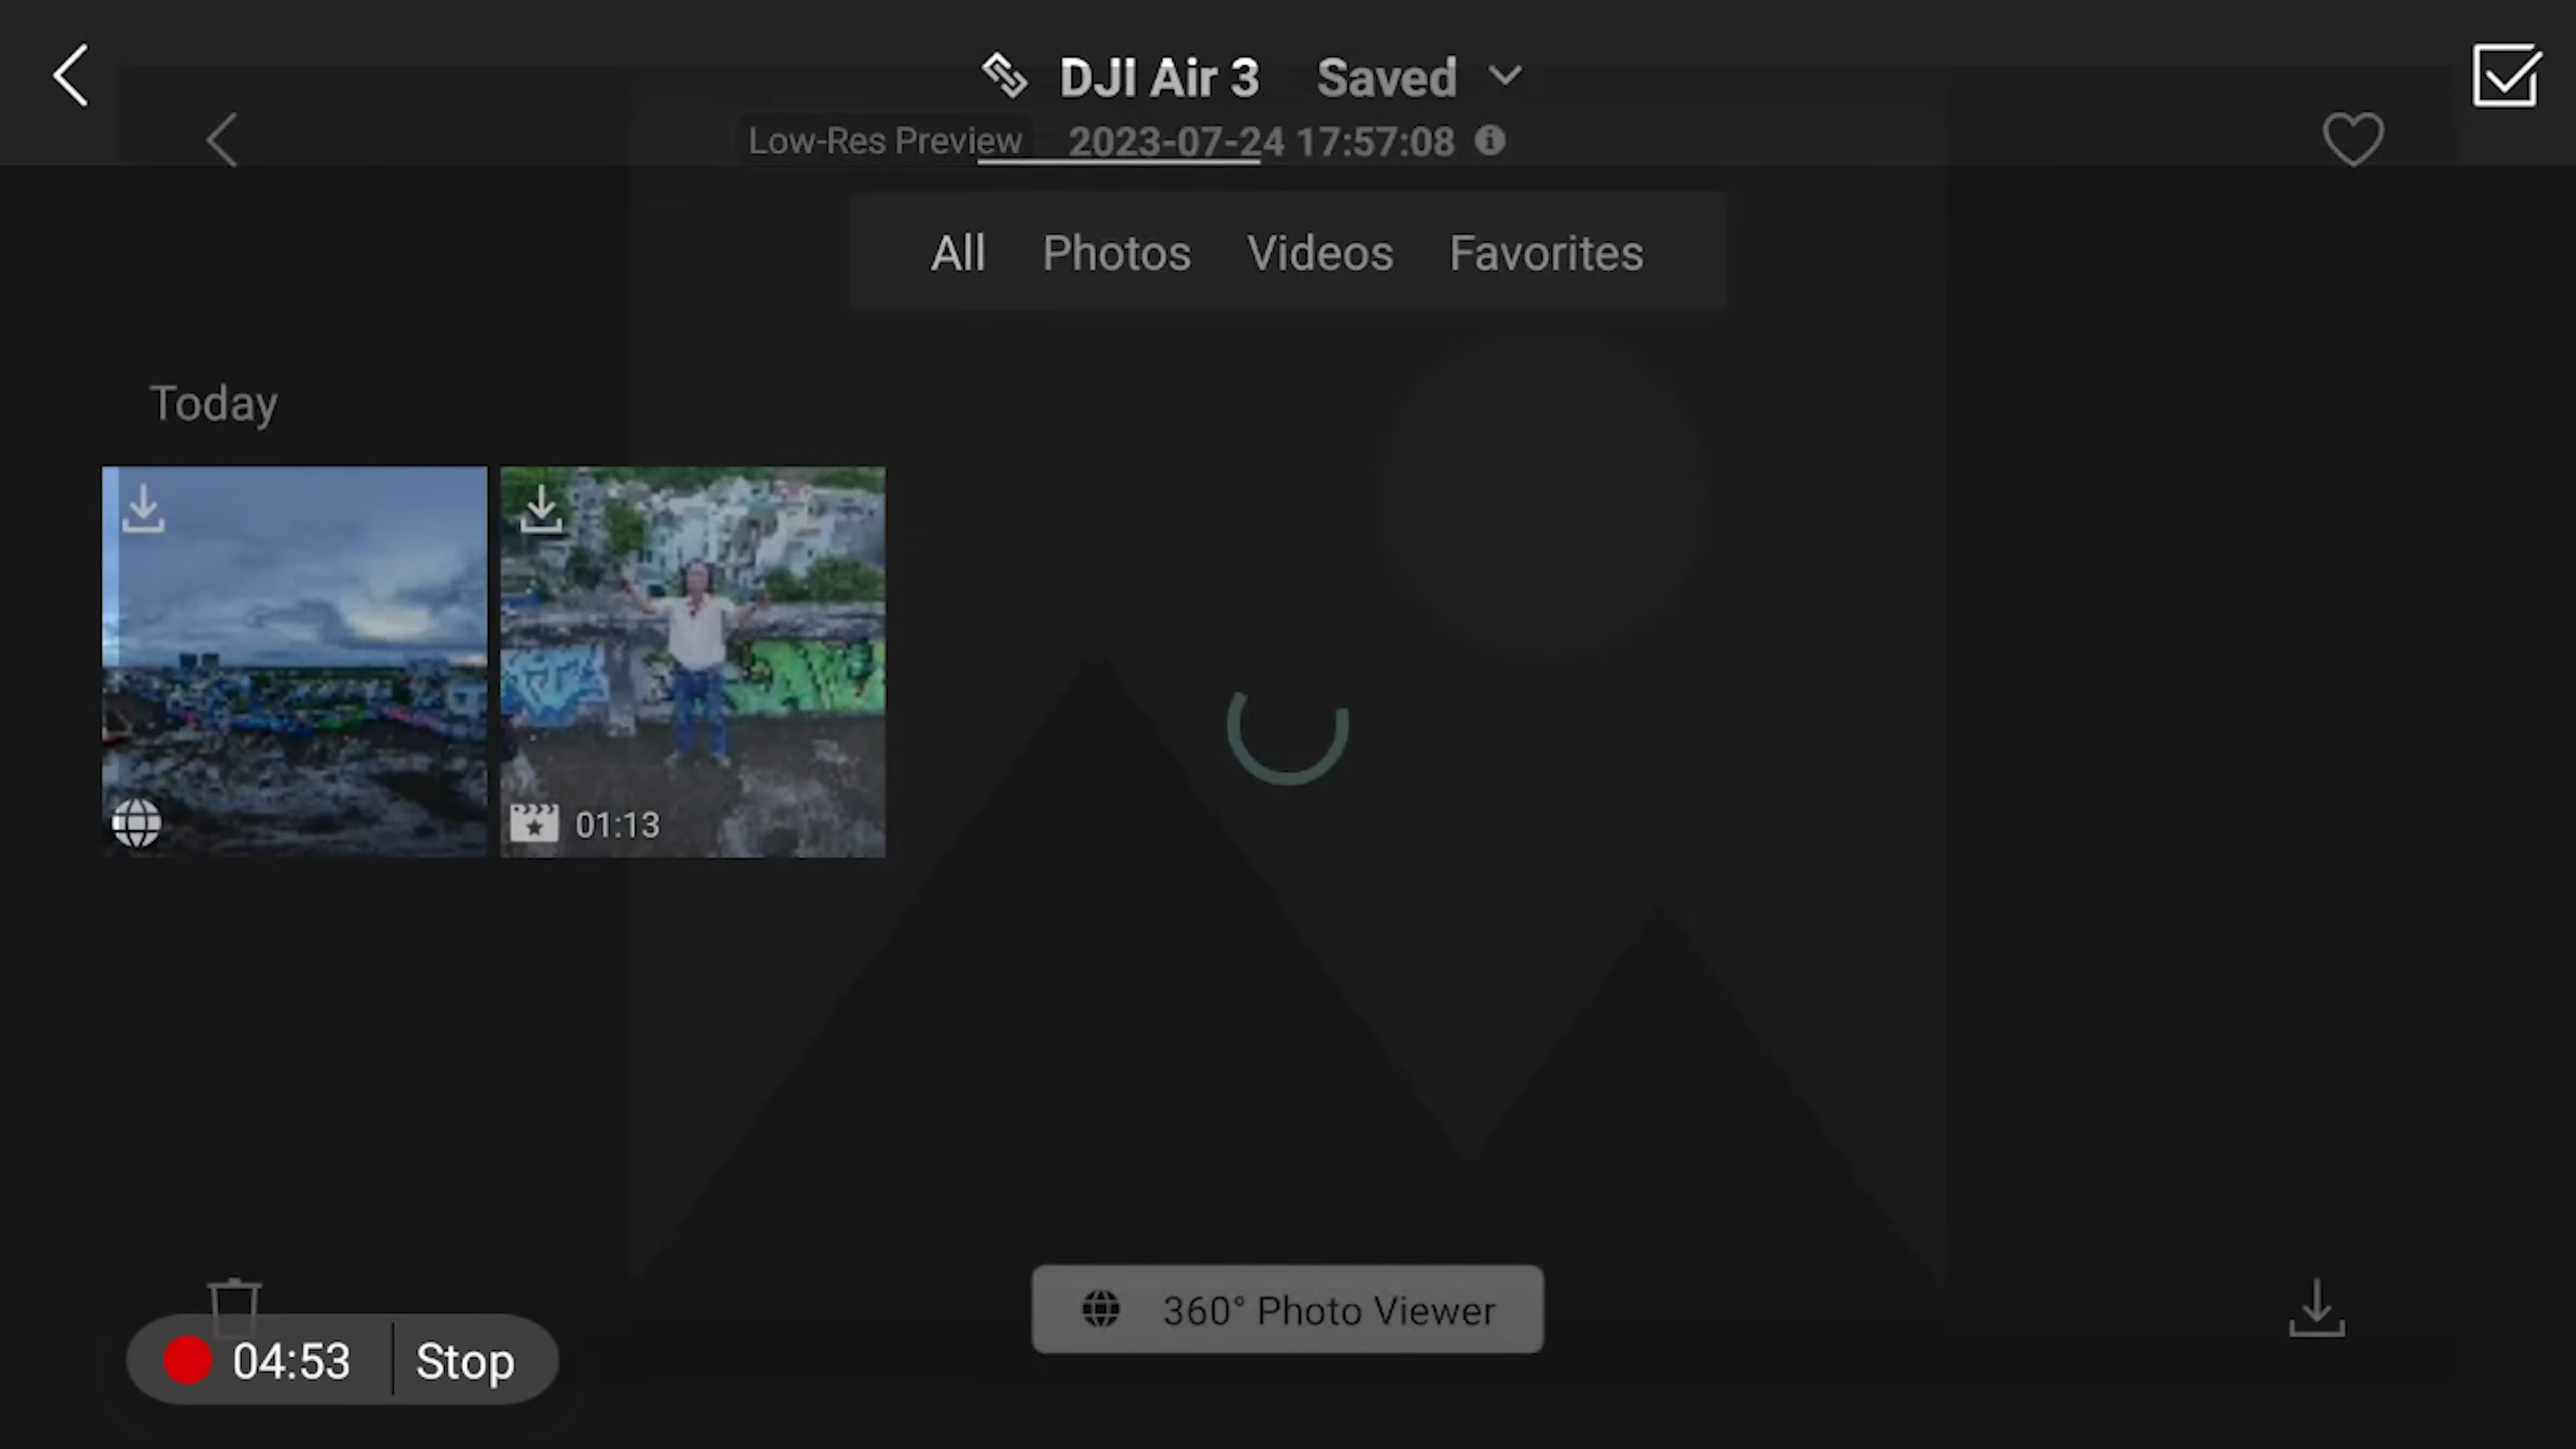 DJI Air 3 Saved
Low-Res Preview 2023-07-24 17:57:08
All Photos Videos Favorites
Today
01:13
360° Photo Viewer
04:53 Stop